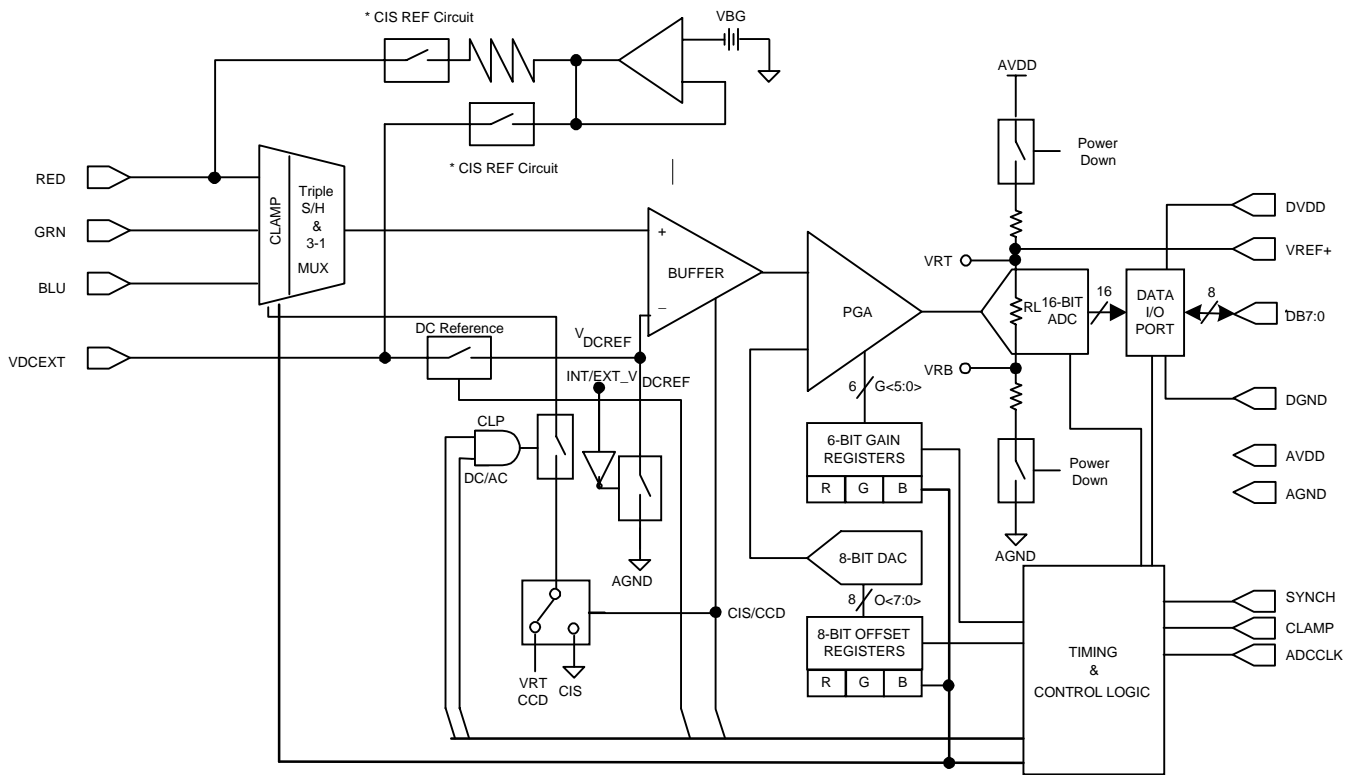 * CIS REF Circuit
VBG
* CIS REF Circuit
AVDD
Power
Down
RED
GRN
BLU
VDCEXT
CLAMP
Triple
S/H
&
3-1
MUX
+
BUFFER
–
DC Reference
VDCREF
INT/EXT_VDCREF
CLP
DC/AC
AGND
VRT
CCD
CIS
CIS/CCD
PGA
6
G<5:0>
6-BIT GAIN
REGISTERS
R
G
B
8-BIT DAC
8
O<7:0>
8-BIT OFFSET
REGISTERS
R
G
B
VRT
RL
16-BIT
ADC
VRB
16
DATA
I/O
PORT
8
Power
Down
AGND
TIMING
&
CONTROL LOGIC
DVDD
VREF+
DB7:0
DGND
AVDD
AGND
SYNCH
CLAMP
ADCCLK